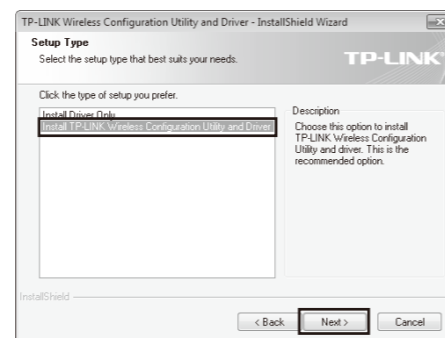 TP-LINK Wireless Configuration Utility and Driver - InstallShield Wizard
Setup Type
Select the setup type that best suits your needs.
TP-LINK
Click the type of setup you prefer.
Install Driver Only
Install TP-LINK Wireless Configuration Utility and Driver
Description
Choose this option to install
TP-LINK Wireless Configuration
Utility and driver. This is the
recommended option.
InstallShield
< Back
Next >
Cancel